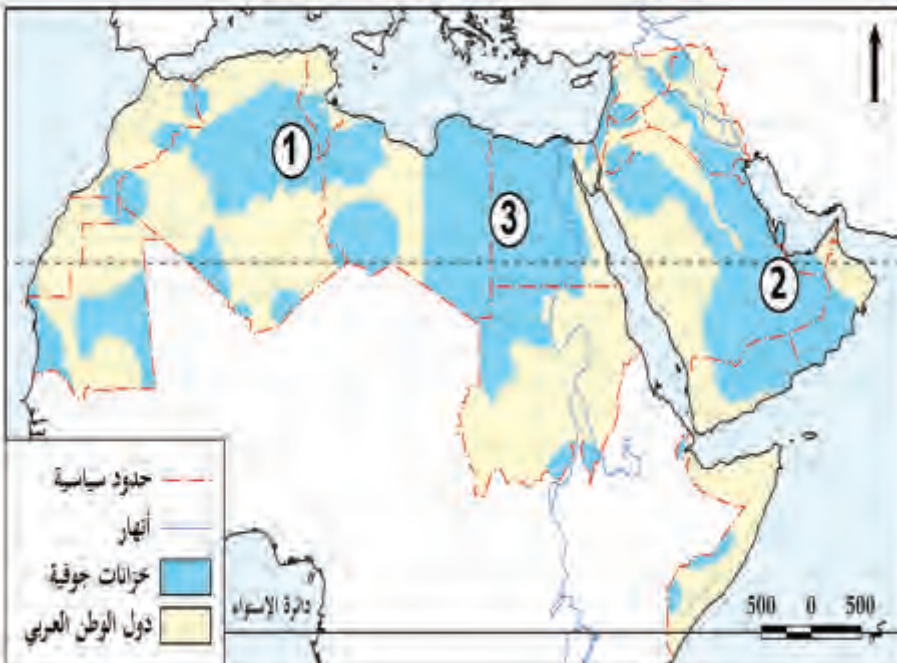 1
3
2
حدود سياسية
أنهار
خزانات جوفية
دول الوطن العربي
دائرة الإستواء
500 0 500
كم